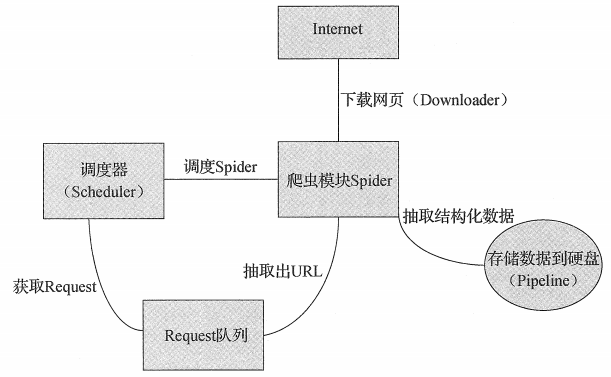 Internet
下载网页（Downloader）
调度器
（Scheduler）
调度Spider
爬虫模块Spider
抽取结构化数据
存储数据到硬盘
（Pipeline）
获取Request
抽取出URL
Request队列